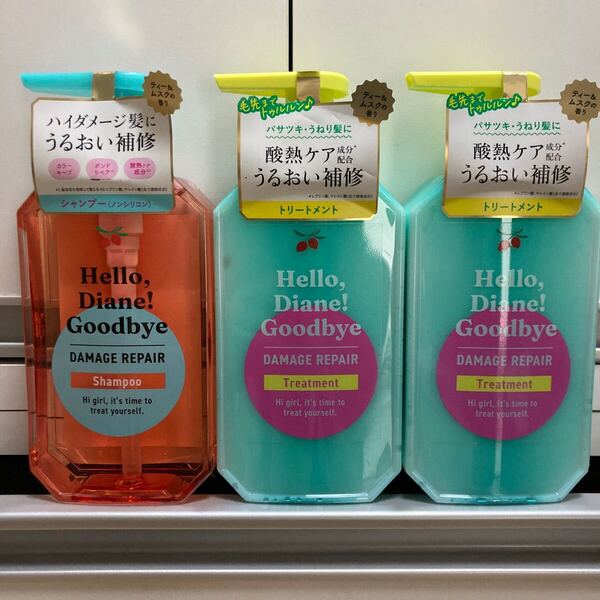 ティー&
ムスクの
香り
ハイダメージ髪に
うるおい補修
カラー
キープ
ボンド
リペア
酸熱ケア
成分
シャンプー〈ノンシリコン〉
Hello,
Diane!
Goodbye
DAMAGE REPAIR
Shampoo
Hi girl, it's time to
treat yourself.
毛先まで
トゥルルン♪
ティー&
ムスクの
香り
パサツキ・うねり髪に
酸熱ケア成分*
配合
うるおい補修
トリートメント
Hello,
Diane!
Goodbye
DAMAGE REPAIR
Treatment
Hi girl, it's time to
treat yourself.
毛先まで
トゥルルン♪
ティー&
ムスクの
香り
パサツキ・うねり髪に
酸熱ケア成分*
配合
うるおい補修
トリートメント
Hello,
Diane!
Goodbye
DAMAGE REPAIR
Treatment
Hi girl, it's time to
treat yourself.